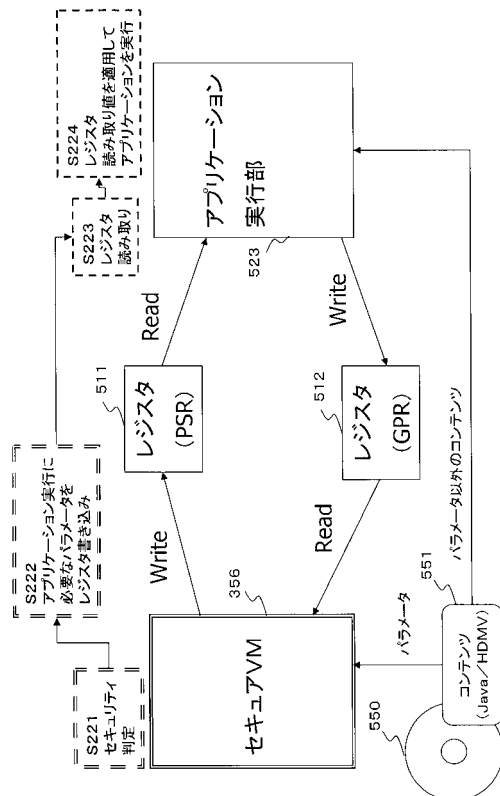 S221
セキュリティ
判定
S222
アプリケーション実行に
必要なパラメータを
レジスタ書き込み
S223
レジスタ
読み取り
S224
レジスタ
読み取り値を適用して
アプリケーションを実行
セキュアVM
356
Write
511
レジスタ
(PSR)
Read
アプリケーション
実行部
523
Write
512
レジスタ
(GPR)
Read
パラメータ
パラメータ以外のコンテンツ
550
551
コンテンツ
(Java/HDMV)